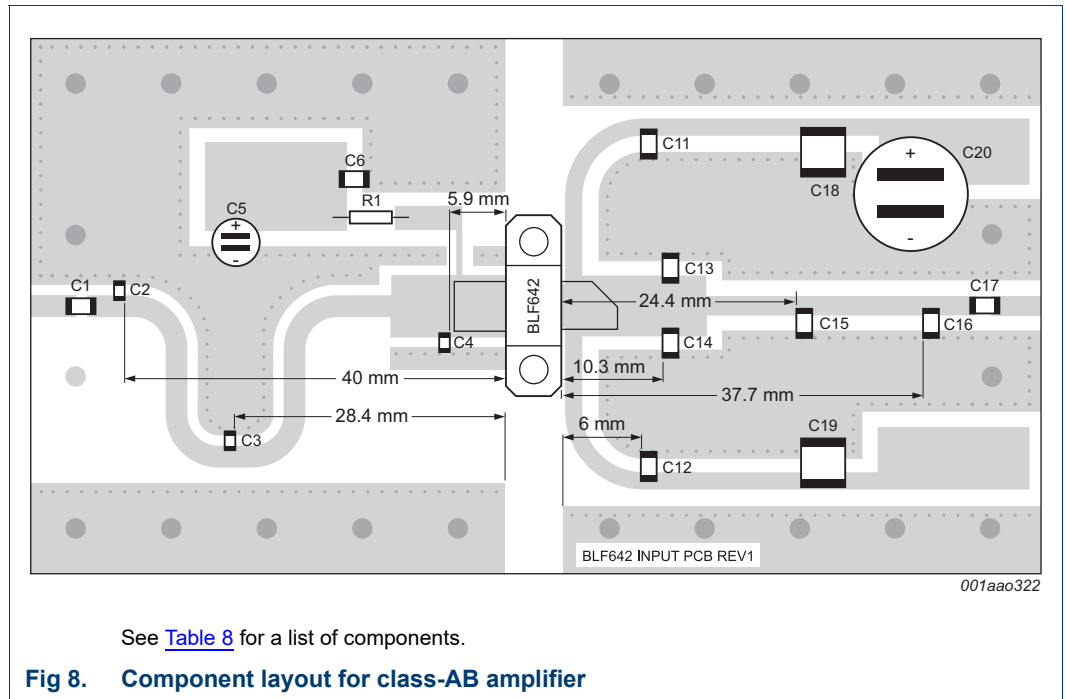 C6
R1
C5
+
-
C1
C2
C3
C4
5.9 mm
40 mm
28.4 mm
BLF642
C11
C18
+
-
C20
C13
C17
24.4 mm
C15
C16
C14
10.3 mm
37.7 mm
6 mm
C19
C12
BLF642 INPUT PCB REV1
001aao322
See Table 8 for a list of components.
Fig 8. Component layout for class-AB amplifier